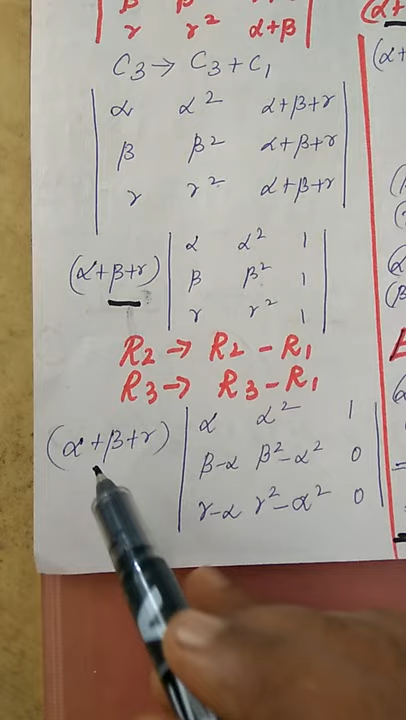 γ γ² α+β
C₃ → C₃ + C₁
α α² α+β+γ
β β² α+β+γ
γ γ² α+β+γ
(α+β+γ) α α² 1
β β² 1
γ γ² 1
R₂ → R₂ - R₁
R₃ → R₃ - R₁
(α+β+γ) α α² 1
β-α β²-α² 0
γ-α γ²-α² 0